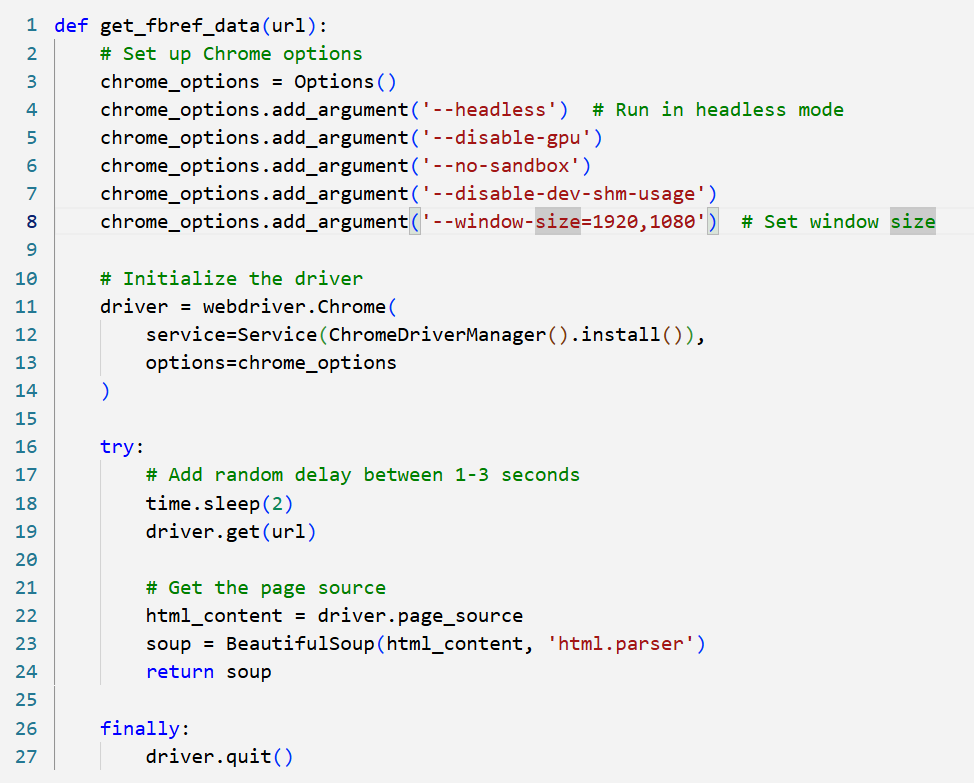 1 def get_fbref_data(url):
2     # Set up Chrome options
3     chrome_options = Options()
4     chrome_options.add_argument('--headless')  # Run in headless mode
5     chrome_options.add_argument('--disable-gpu')
6     chrome_options.add_argument('--no-sandbox')
7     chrome_options.add_argument('--disable-dev-shm-usage')
8     chrome_options.add_argument('--window-size=1920,1080')  # Set window size
9
10     # Initialize the driver
11     driver = webdriver.Chrome(
12         service=Service(ChromeDriverManager().install()),
13         options=chrome_options
14     )
15
16     try:
17         # Add random delay between 1-3 seconds
18         time.sleep(2)
19         driver.get(url)
20
21         # Get the page source
22         html_content = driver.page_source
23         soup = BeautifulSoup(html_content, 'html.parser')
24         return soup
25
26     finally:
27         driver.quit()